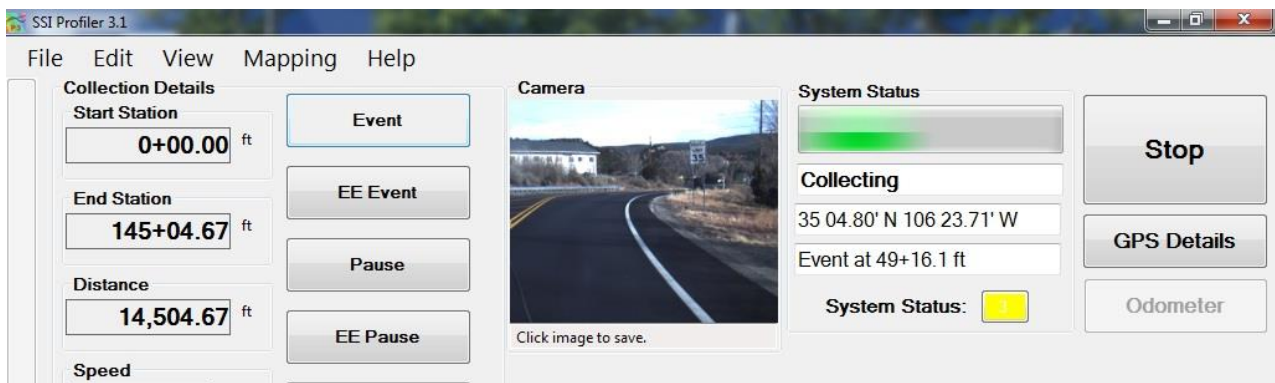 SSI Profiler 3.1
File Edit View Mapping Help
Collection Details
Start Station
0+00.00 ft
End Station
145+04.67 ft
Distance
14,504.67 ft
Speed
Event
EE Event
Pause
EE Pause
Camera
35
Click image to save.
System Status
Collecting
35 04.80' N 106 23.71' W
Event at 49+16.1 ft
System Status: 3
Stop
GPS Details
Odometer